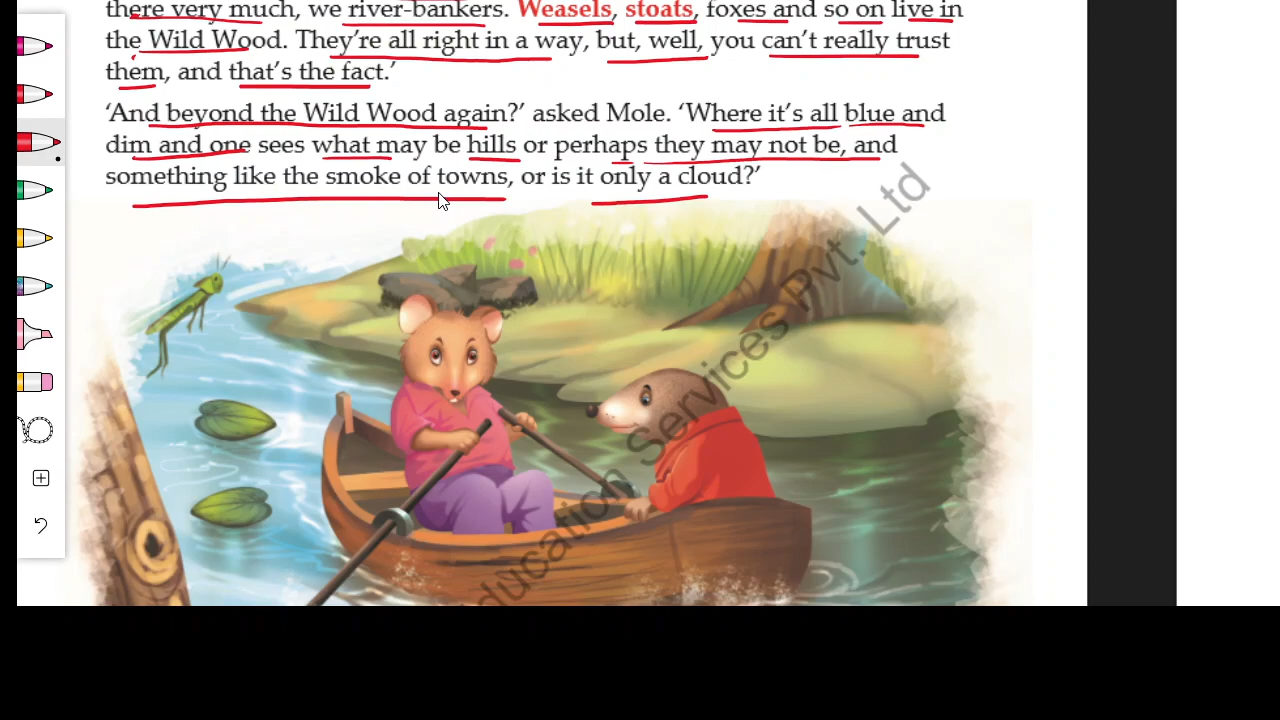 there very much, we river-bankers. Weasels, stoats, foxes and so on live in
the Wild Wood. They’re all right in a way, but, well, you can’t really trust
them, and that’s the fact.’
‘And beyond the Wild Wood again?’ asked Mole. ‘Where it’s all blue and
dim and one sees what may be hills or perhaps they may not be, and
something like the smoke of towns, or is it only a cloud?’
ducation Services Pvt. Ltd